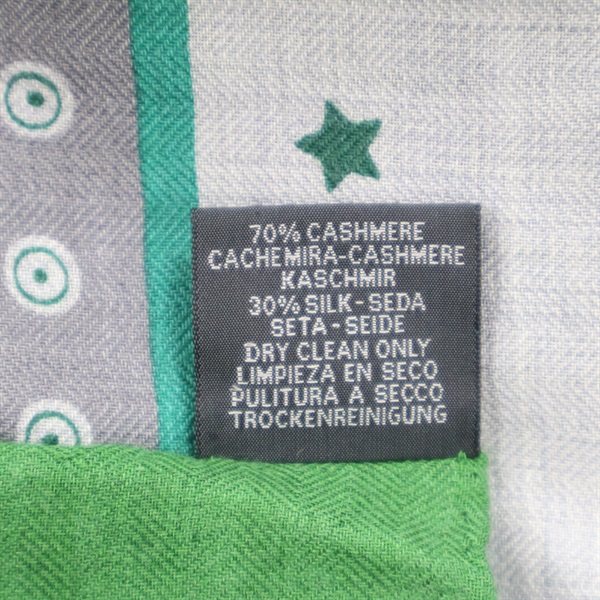 70% CASHMERE
CACHEMIRA-CASHMERE
KASCHMIR
30% SILK-SEDA
SETA-SEIDE
DRY CLEAN ONLY
LIMPIEZA EN SECO
PULITURA A SECCO
TROCKENREINIGUNG